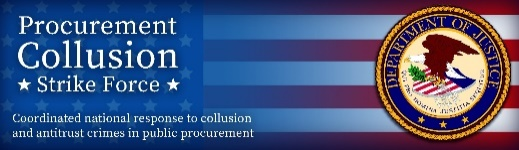 Procurement
Collusion
★ Strike Force ★
Coordinated national response to collusion
and antitrust crimes in public procurement
DEPARTMENT OF JUSTICE